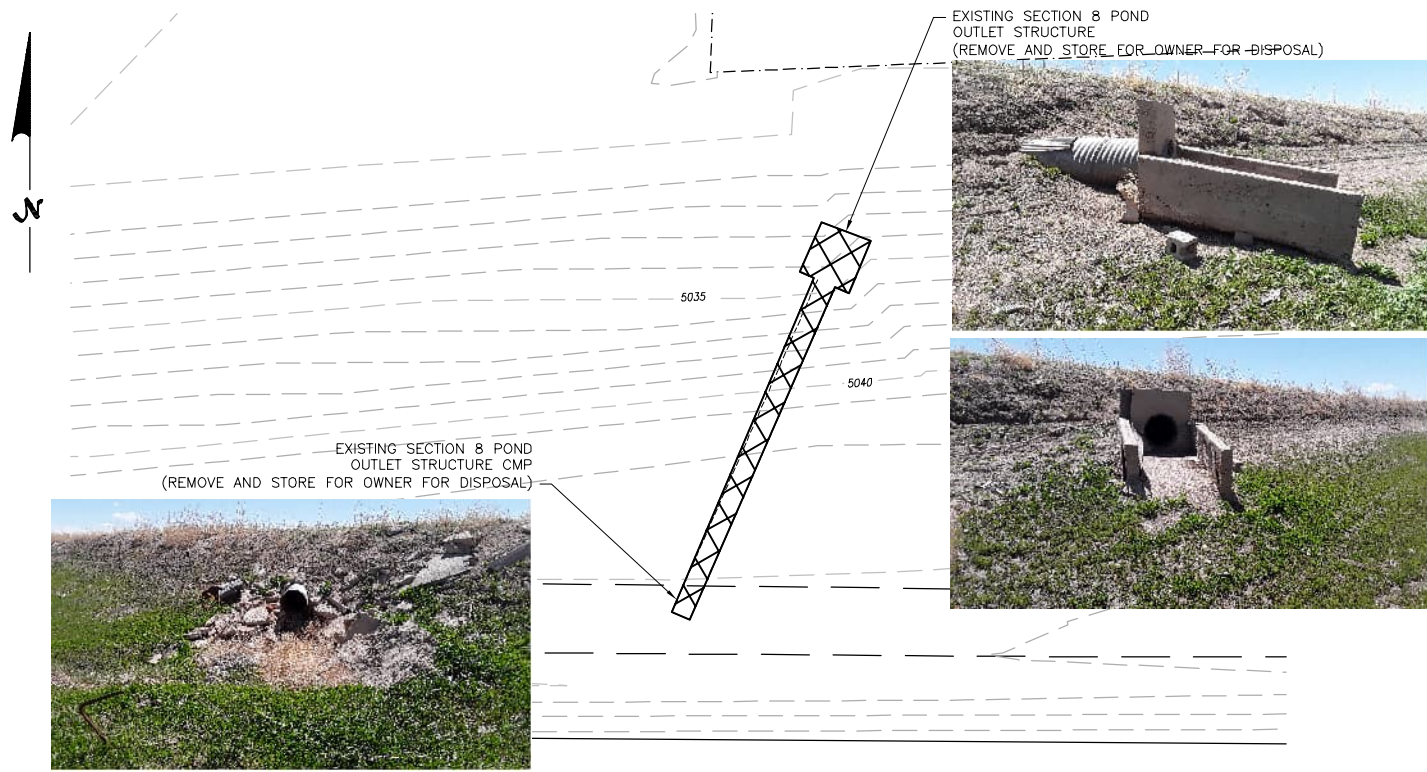 EXISTING SECTION 8 POND
OUTLET STRUCTURE
(REMOVE AND STORE FOR OWNER FOR DISPOSAL)
N
5035
5040
EXISTING SECTION 8 POND
OUTLET STRUCTURE CMP
(REMOVE AND STORE FOR OWNER FOR DISPOSAL)